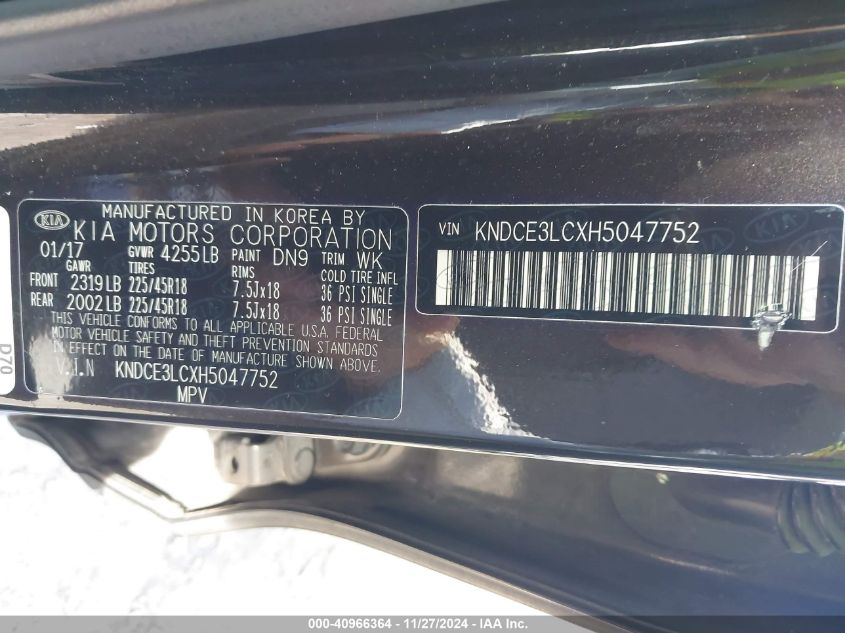 KIA
MANUFACTURED IN KOREA BY
KIA MOTORS CORPORATION
01/17 GVWR 4255LB PAINT DN9 TRIM WK
GAWR TIRES RIMS COLD TIRE INFL
FRONT 2319LB 225/45R18 7.5Jx18 36 PSI SINGLE
REAR 2002LB 225/45R18 7.5Jx18 36 PSI SINGLE
THIS VEHICLE CONFORMS TO ALL APPLICABLE U.S.A. FEDERAL
MOTOR VEHICLE SAFETY AND THEFT PREVENTION STANDARDS
IN EFFECT ON THE DATE OF MANUFACTURE SHOWN ABOVE.
V.I.N KNDCE3LCXH5047752
MPV
VIN KNDCE3LCXH5047752
D70
000-40966364 - 11/27/2024 - IAA Inc.